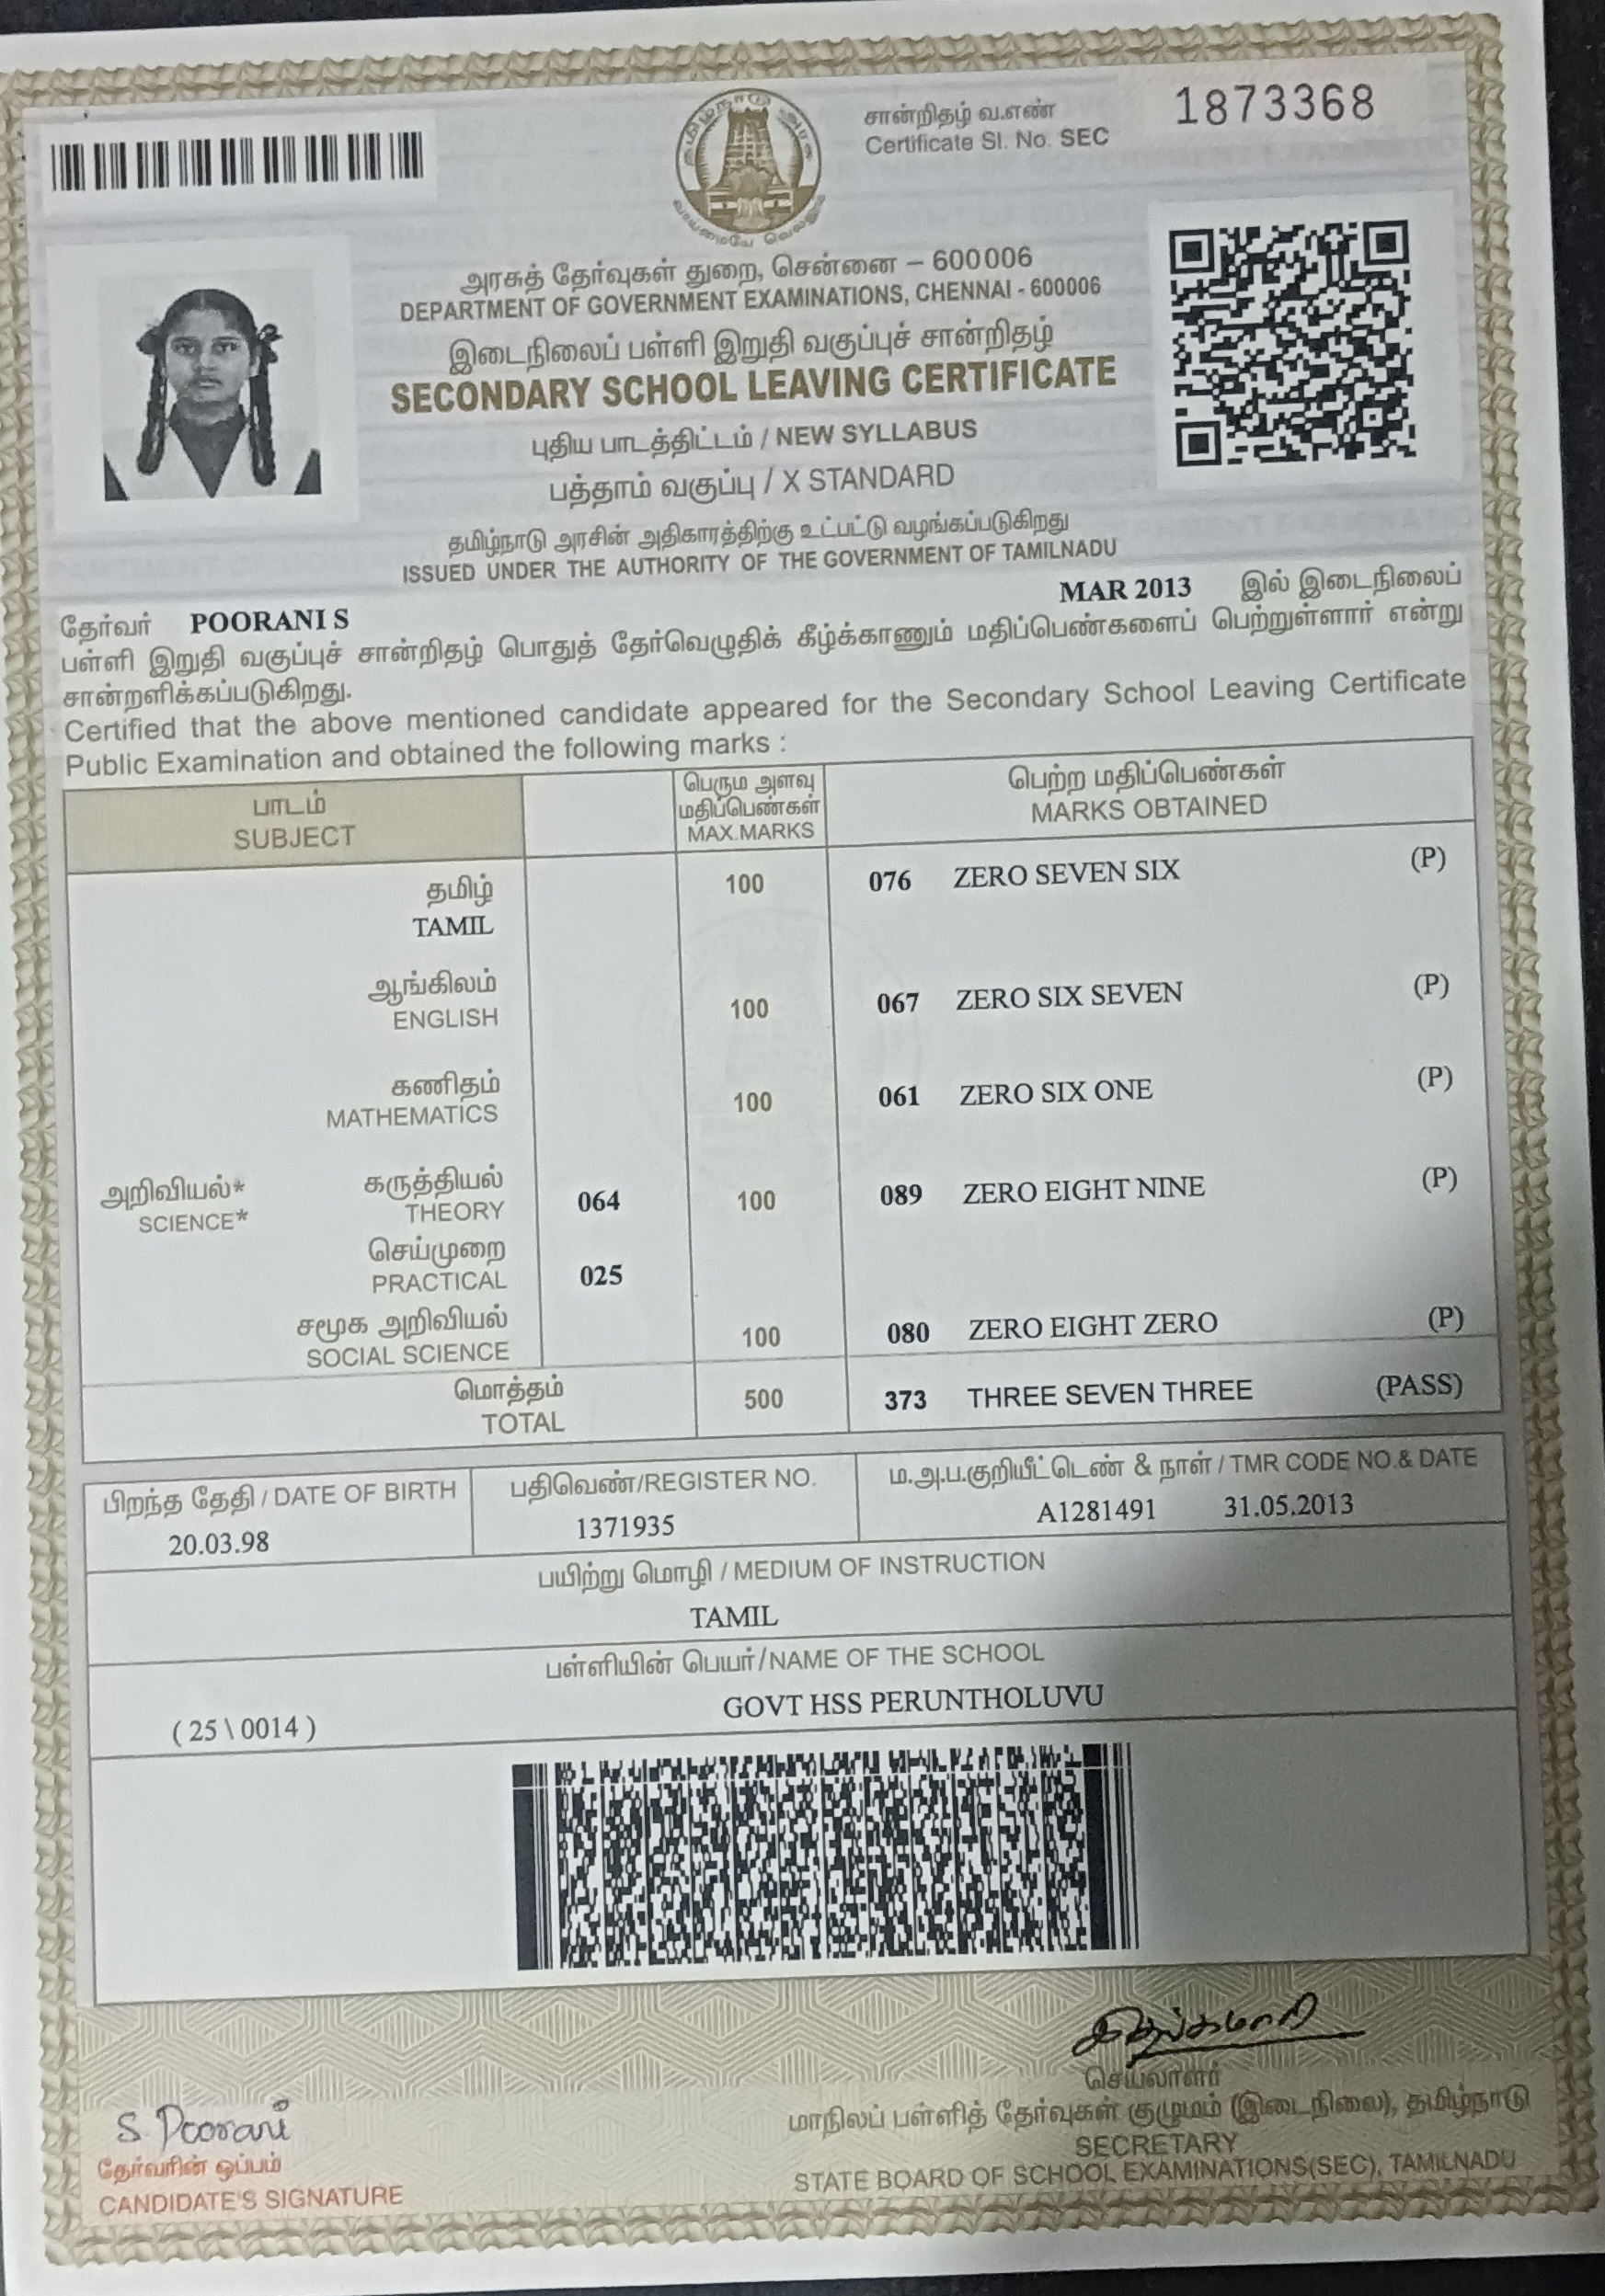 தமிழ்நாடு அரசு
வாய்மையே வெல்லும்
சான்றிதழ் வ.எண்
Certificate Sl. No. SEC 1873368
அரசுத் தேர்வுகள் துறை, சென்னை – 600006
DEPARTMENT OF GOVERNMENT EXAMINATIONS, CHENNAI - 600006
இடைநிலைப் பள்ளி இறுதி வகுப்புச் சான்றிதழ்
SECONDARY SCHOOL LEAVING CERTIFICATE
புதிய பாடத்திட்டம் / NEW SYLLABUS
பத்தாம் வகுப்பு / X STANDARD
தமிழ்நாடு அரசின் அதிகாரத்திற்கு உட்பட்டு வழங்கப்படுகிறது
ISSUED UNDER THE AUTHORITY OF THE GOVERNMENT OF TAMILNADU
தேர்வர் POORANI S MAR 2013 இல் இடைநிலைப்
பள்ளி இறுதி வகுப்புச் சான்றிதழ் பொதுத் தேர்வெழுதிக் கீழ்க்காணும் மதிப்பெண்களைப் பெற்றுள்ளார் என்று
சான்றளிக்கப்படுகிறது.
Certified that the above mentioned candidate appeared for the Secondary School Leaving Certificate
Public Examination and obtained the following marks :
பாடம்
SUBJECT
பெரும அளவு
மதிப்பெண்கள்
MAX.MARKS
பெற்ற மதிப்பெண்கள்
MARKS OBTAINED
தமிழ் 100 076 ZERO SEVEN SIX (P)
TAMIL
ஆங்கிலம்
ENGLISH 100 067 ZERO SIX SEVEN (P)
கணிதம்
MATHEMATICS 100 061 ZERO SIX ONE (P)
அறிவியல்* கருத்தியல்
SCIENCE* THEORY 064 100 089 ZERO EIGHT NINE (P)
செய்முறை
PRACTICAL 025
சமூக அறிவியல்
SOCIAL SCIENCE 100 080 ZERO EIGHT ZERO (P)
மொத்தம்
TOTAL 500 373 THREE SEVEN THREE (PASS)
பிறந்த தேதி / DATE OF BIRTH பதிவெண்/REGISTER NO. ம.அ.ப.குறியீட்டெண் & நாள் / TMR CODE NO.& DATE
20.03.98 1371935 A1281491 31.05.2013
பயிற்று மொழி / MEDIUM OF INSTRUCTION
TAMIL
பள்ளியின் பெயர்/NAME OF THE SCHOOL
( 25 \ 0014 ) GOVT HSS PERUNTHOLUVU
செயலாளர்
மாநிலப் பள்ளித் தேர்வுகள் குழுமம் (இடைநிலை), தமிழ்நாடு
SECRETARY
STATE BOARD OF SCHOOL EXAMINATIONS(SEC), TAMILNADU
S. Poorani
தேர்வரின் ஒப்பம்
CANDIDATE'S SIGNATURE